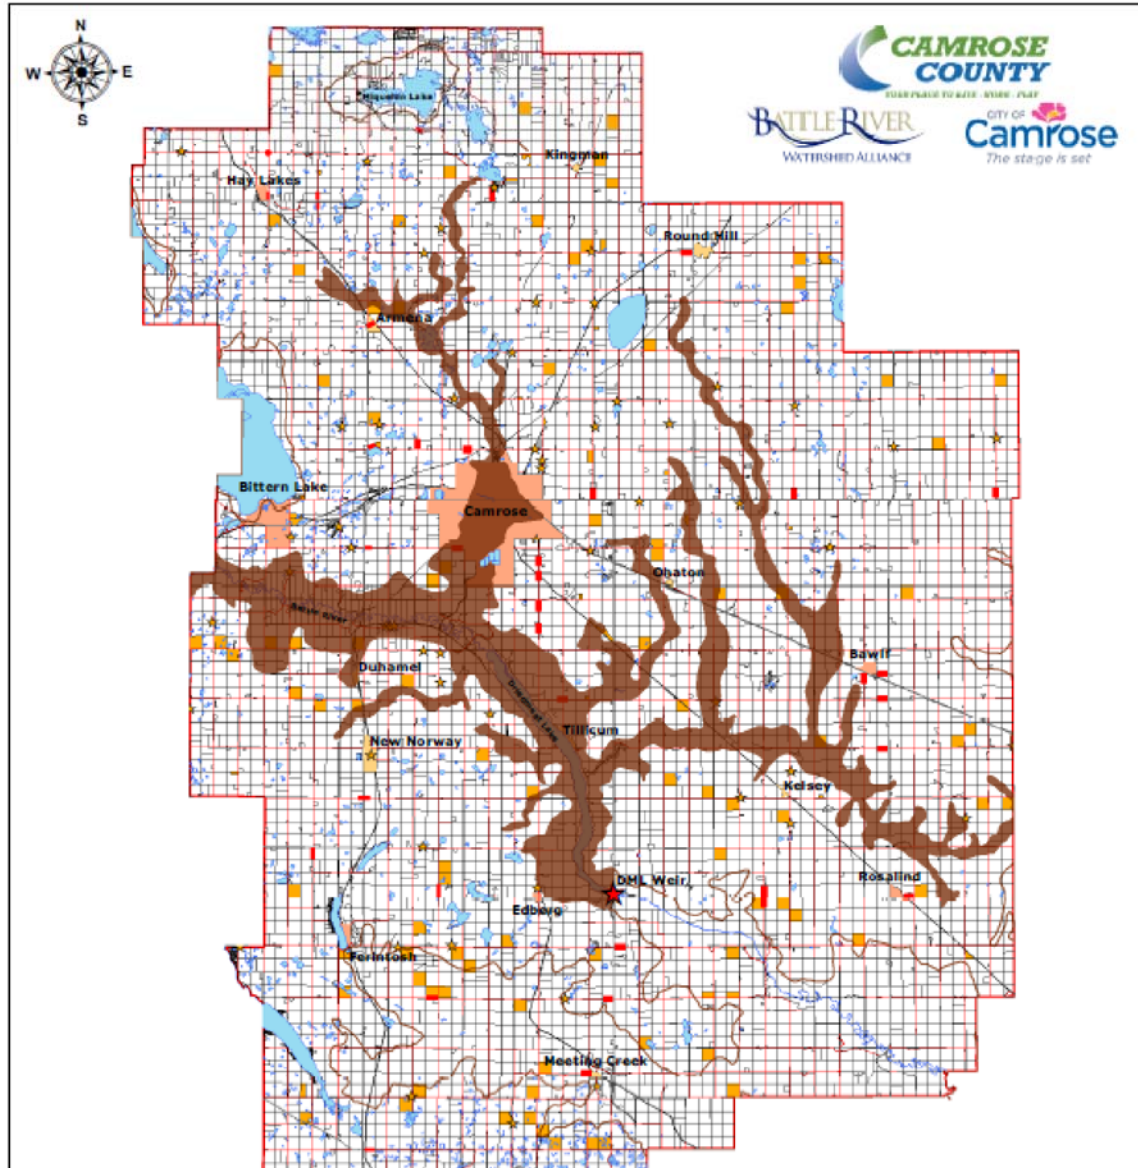 N
W E
S
CAMROSE
COUNTY
BATTLE RIVER
WATERSHED ALLIANCE
CITY OF
Camrose
The stage is set
Miquelon Lake
Kingman
Hay Lakes
Round Hill
Armena
Bittern Lake
Camrose
Ohaton
Battle River
Bawlf
Duhamel
Driedmeat Lake
Tillicum
New Norway
Kelsey
DML Weir
Rosalind
Edberg
Ferintosh
Meeting Creek